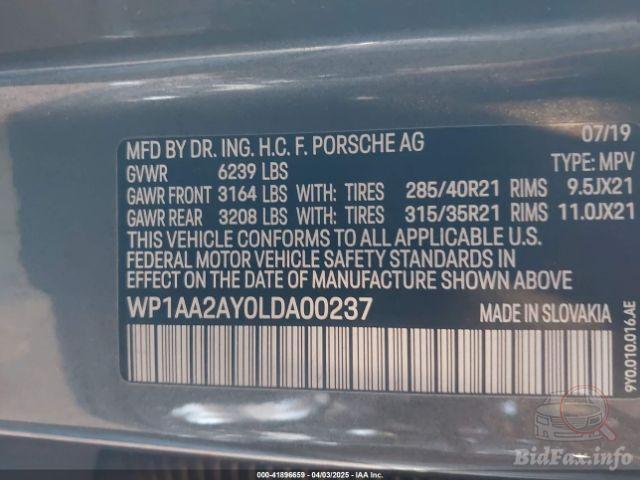 MFD BY DR. ING. H.C. F. PORSCHE AG 07/19
GVWR 6239 LBS TYPE: MPV
GAWR FRONT 3164 LBS WITH: TIRES 285/40R21 RIMS 9.5JX21
GAWR REAR 3208 LBS WITH: TIRES 315/35R21 RIMS 11.0JX21
THIS VEHICLE CONFORMS TO ALL APPLICABLE U.S.
FEDERAL MOTOR VEHICLE SAFETY STANDARDS IN
EFFECT ON THE DATE OF MANUFACTURE SHOWN ABOVE
WP1AA2AY0LDA00237 MADE IN SLOVAKIA
9Y0.010.016.AE
BidFax.info
000-41896659 - 04/03/2025 - IAA Inc.